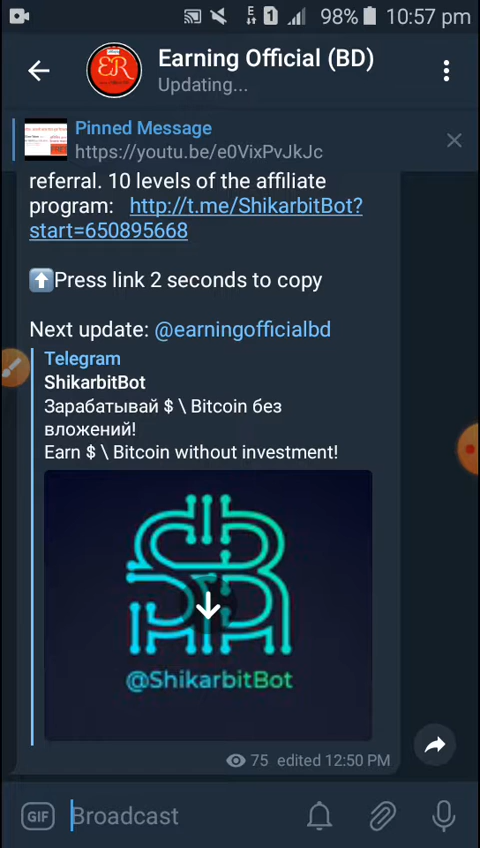 98% 10:57 pm
Earning Official (BD)
Updating...
Pinned Message
https://youtu.be/e0VixPvJkJc
referral. 10 levels of the affiliate
program: http://t.me/ShikarbitBot?
start=650895668
Press link 2 seconds to copy
Next update: @earningofficialbd
Telegram
ShikarbitBot
Зарабатывай $ \ Bitcoin без
вложений!
Earn $ \ Bitcoin without investment!
@ShikarbitBot
75 edited 12:50 PM
GIF Broadcast